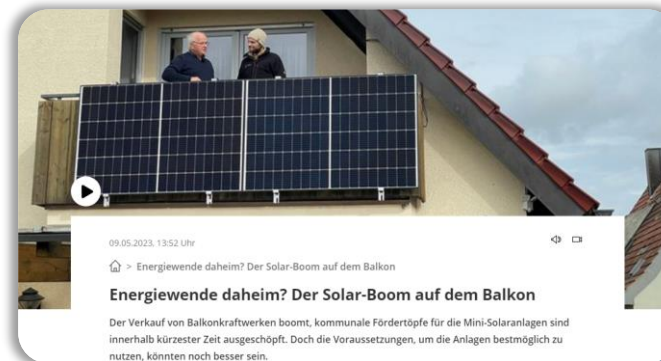 09.05.2023, 13:52 Uhr
> Energiewende daheim? Der Solar-Boom auf dem Balkon
Energiewende daheim? Der Solar-Boom auf dem Balkon
Der Verkauf von Balkonkraftwerken boomt, kommunale Fördertöpfe für die Mini-Solaranlagen sind
innerhalb kürzester Zeit ausgeschöpft. Doch die Voraussetzungen, um die Anlagen bestmöglich zu
nutzen, könnten noch besser sein.